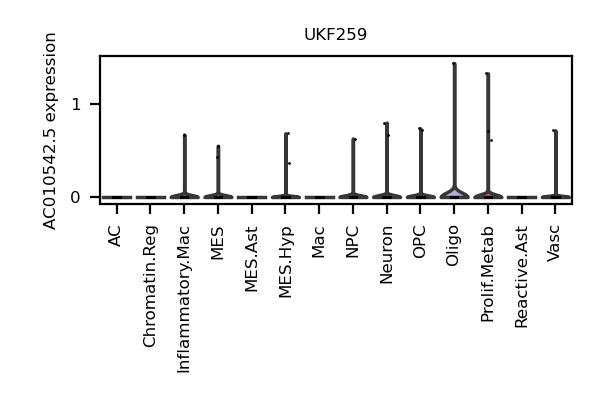 UKF259
AC010542.5 expression
1
0
AC
Chromatin.Reg
Inflammatory.Mac
MES
MES.Ast
MES.Hyp
Mac
NPC
Neuron
OPC
Oligo
Prolif.Metab
Reactive.Ast
Vasc